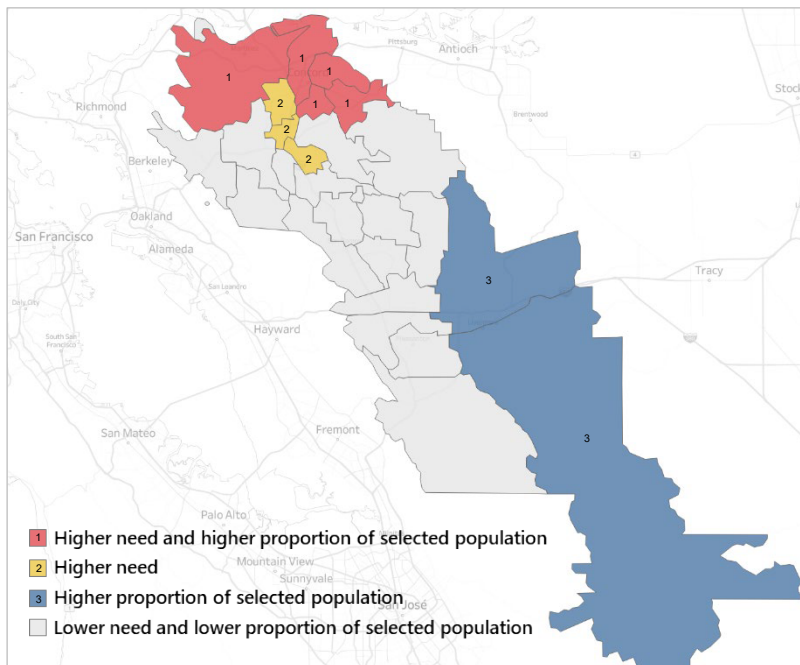 Pittsburg
Antioch
1
1
1
Concord
1
1
2
Richmond
Stock
Brentwood
2
4
2
Berkeley
Oakland
San Francisco
Alameda
Tracy
3
San Leandro
Daly City
Hayward
South San
Francisco
San Mateo
Fremont
3
Palo Alto
1 Higher need and higher proportion of selected population
Mountain View
2 Higher need
Sunnyvale
3 Higher proportion of selected population
San José
Lower need and lower proportion of selected population